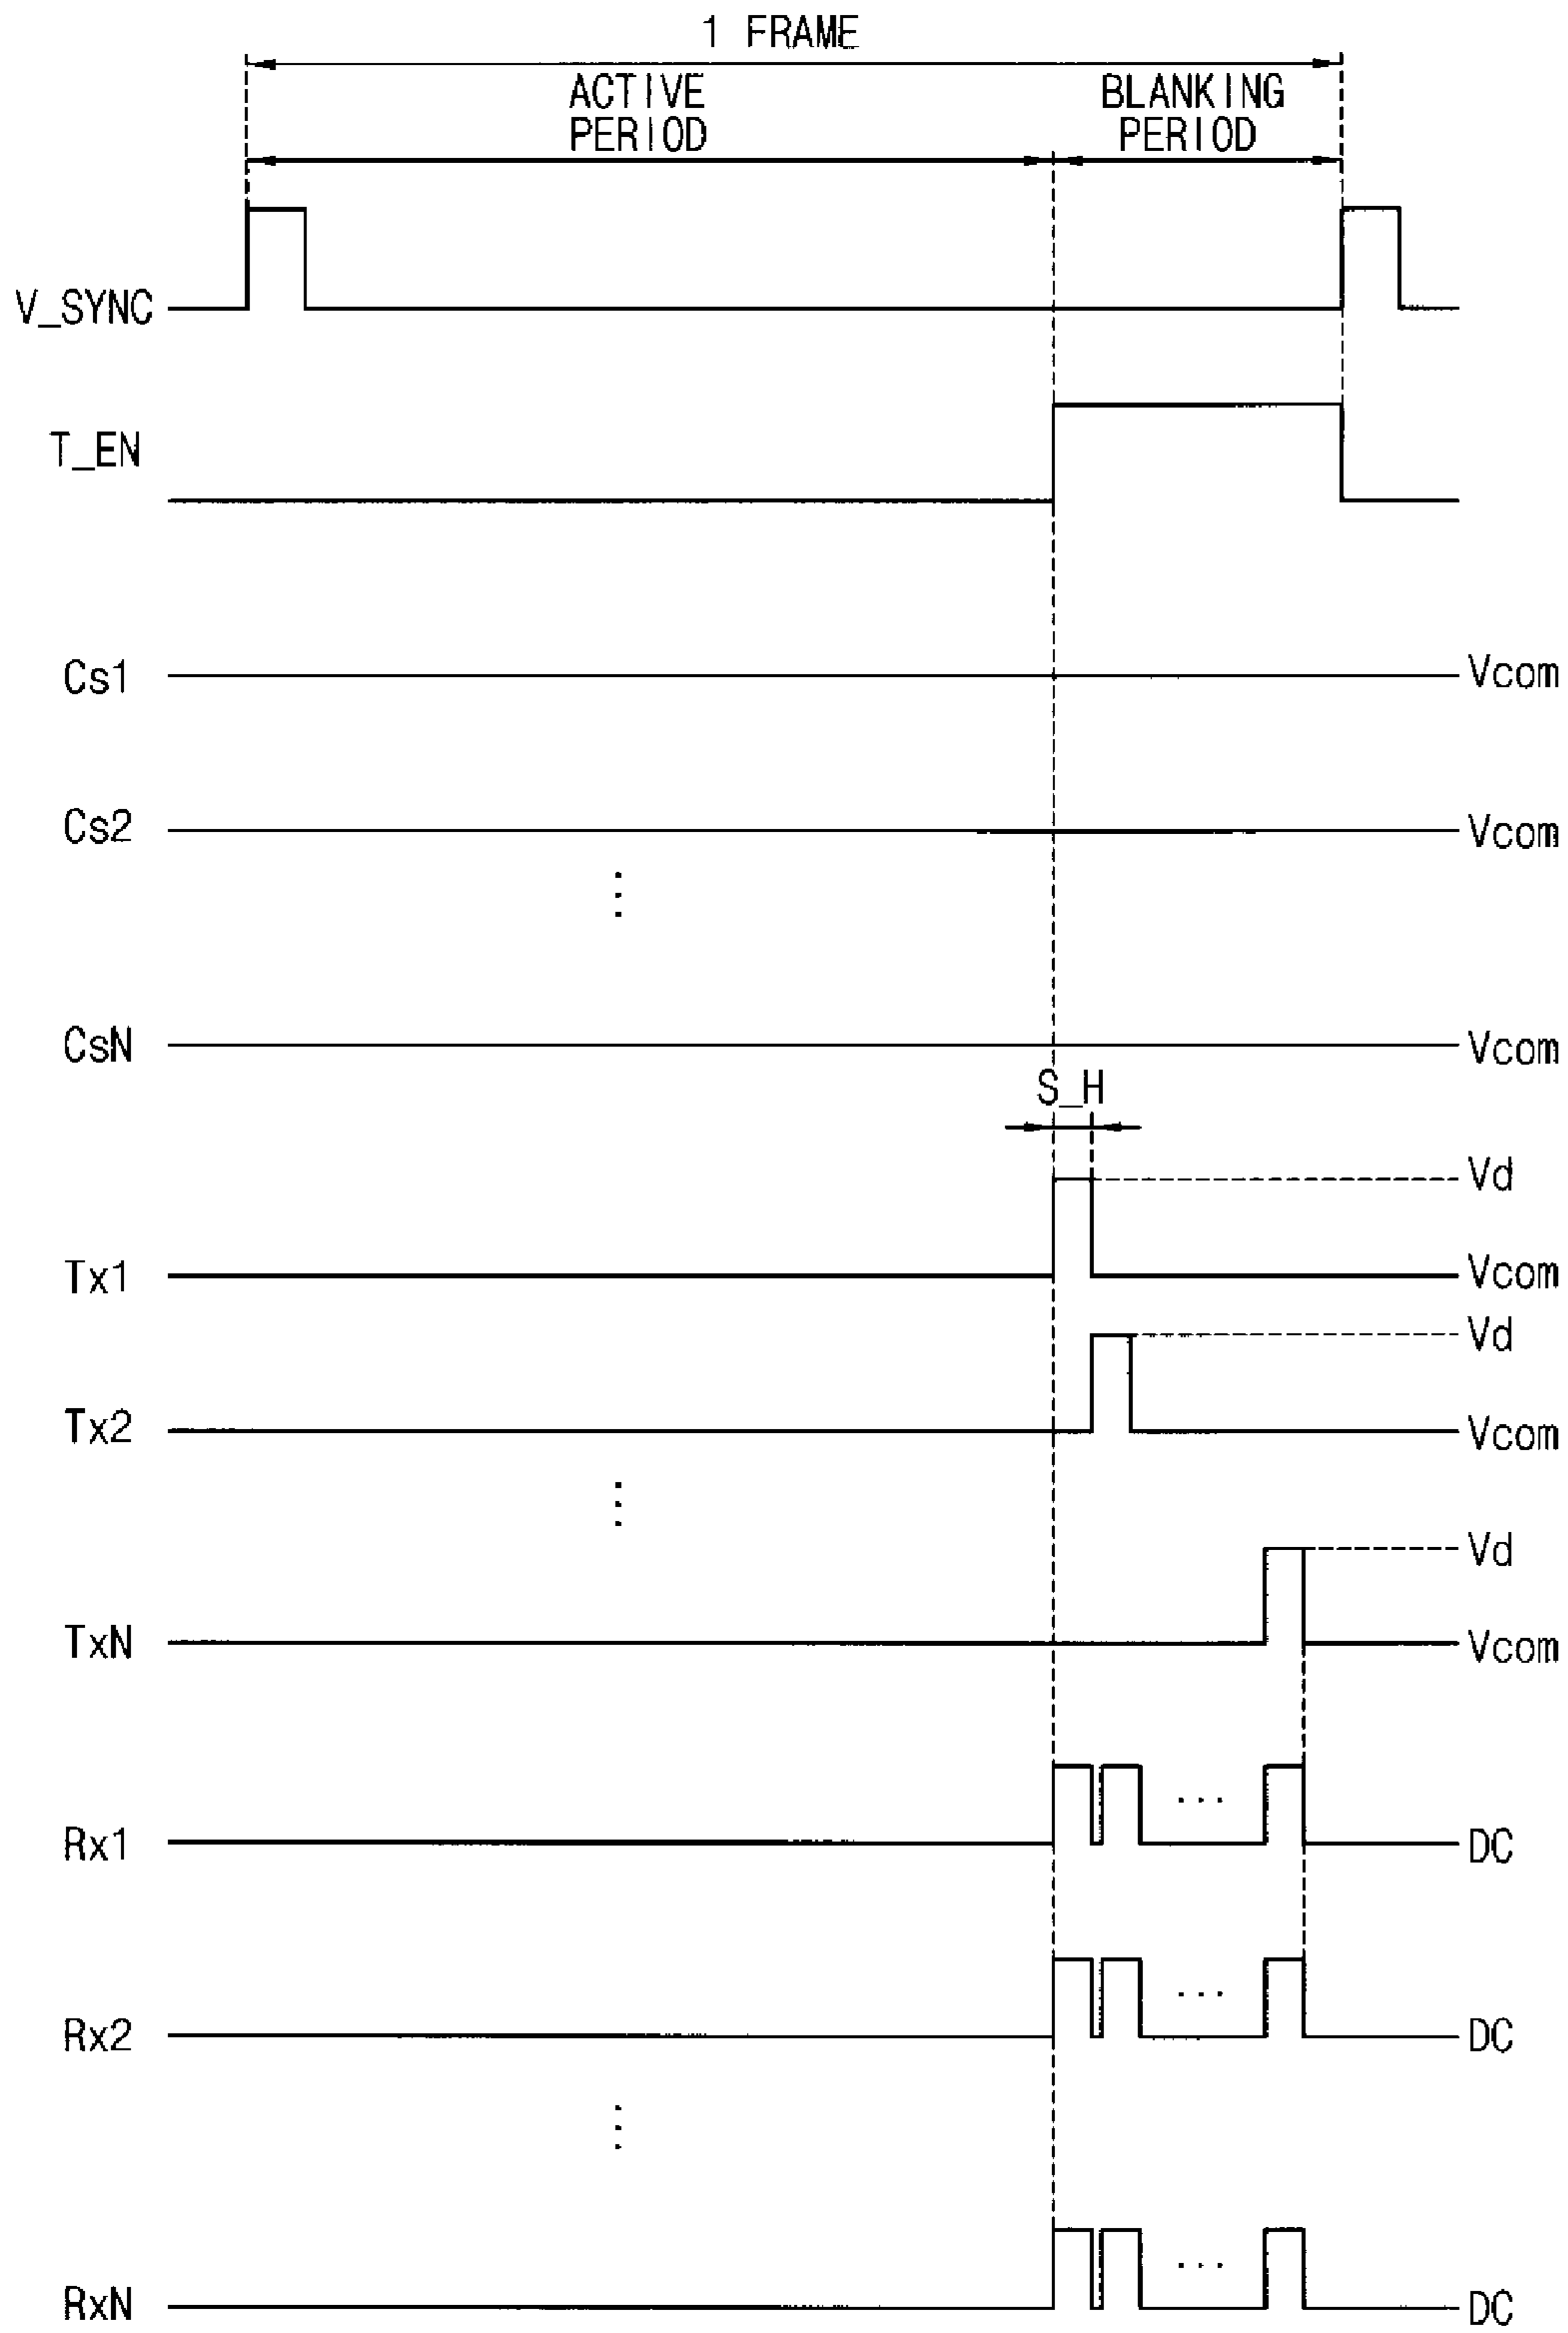 1 FRAME
ACTIVE PERIOD
BLANKING PERIOD
V_SYNC
T_EN
Cs1
Vcom
Cs2
Vcom
⋮
CsN
Vcom
S_H
Vd
Tx1
Vcom
Vd
Tx2
Vcom
⋮
Vd
TxN
Vcom
...
Rx1
DC
...
Rx2
DC
⋮
...
RxN
DC